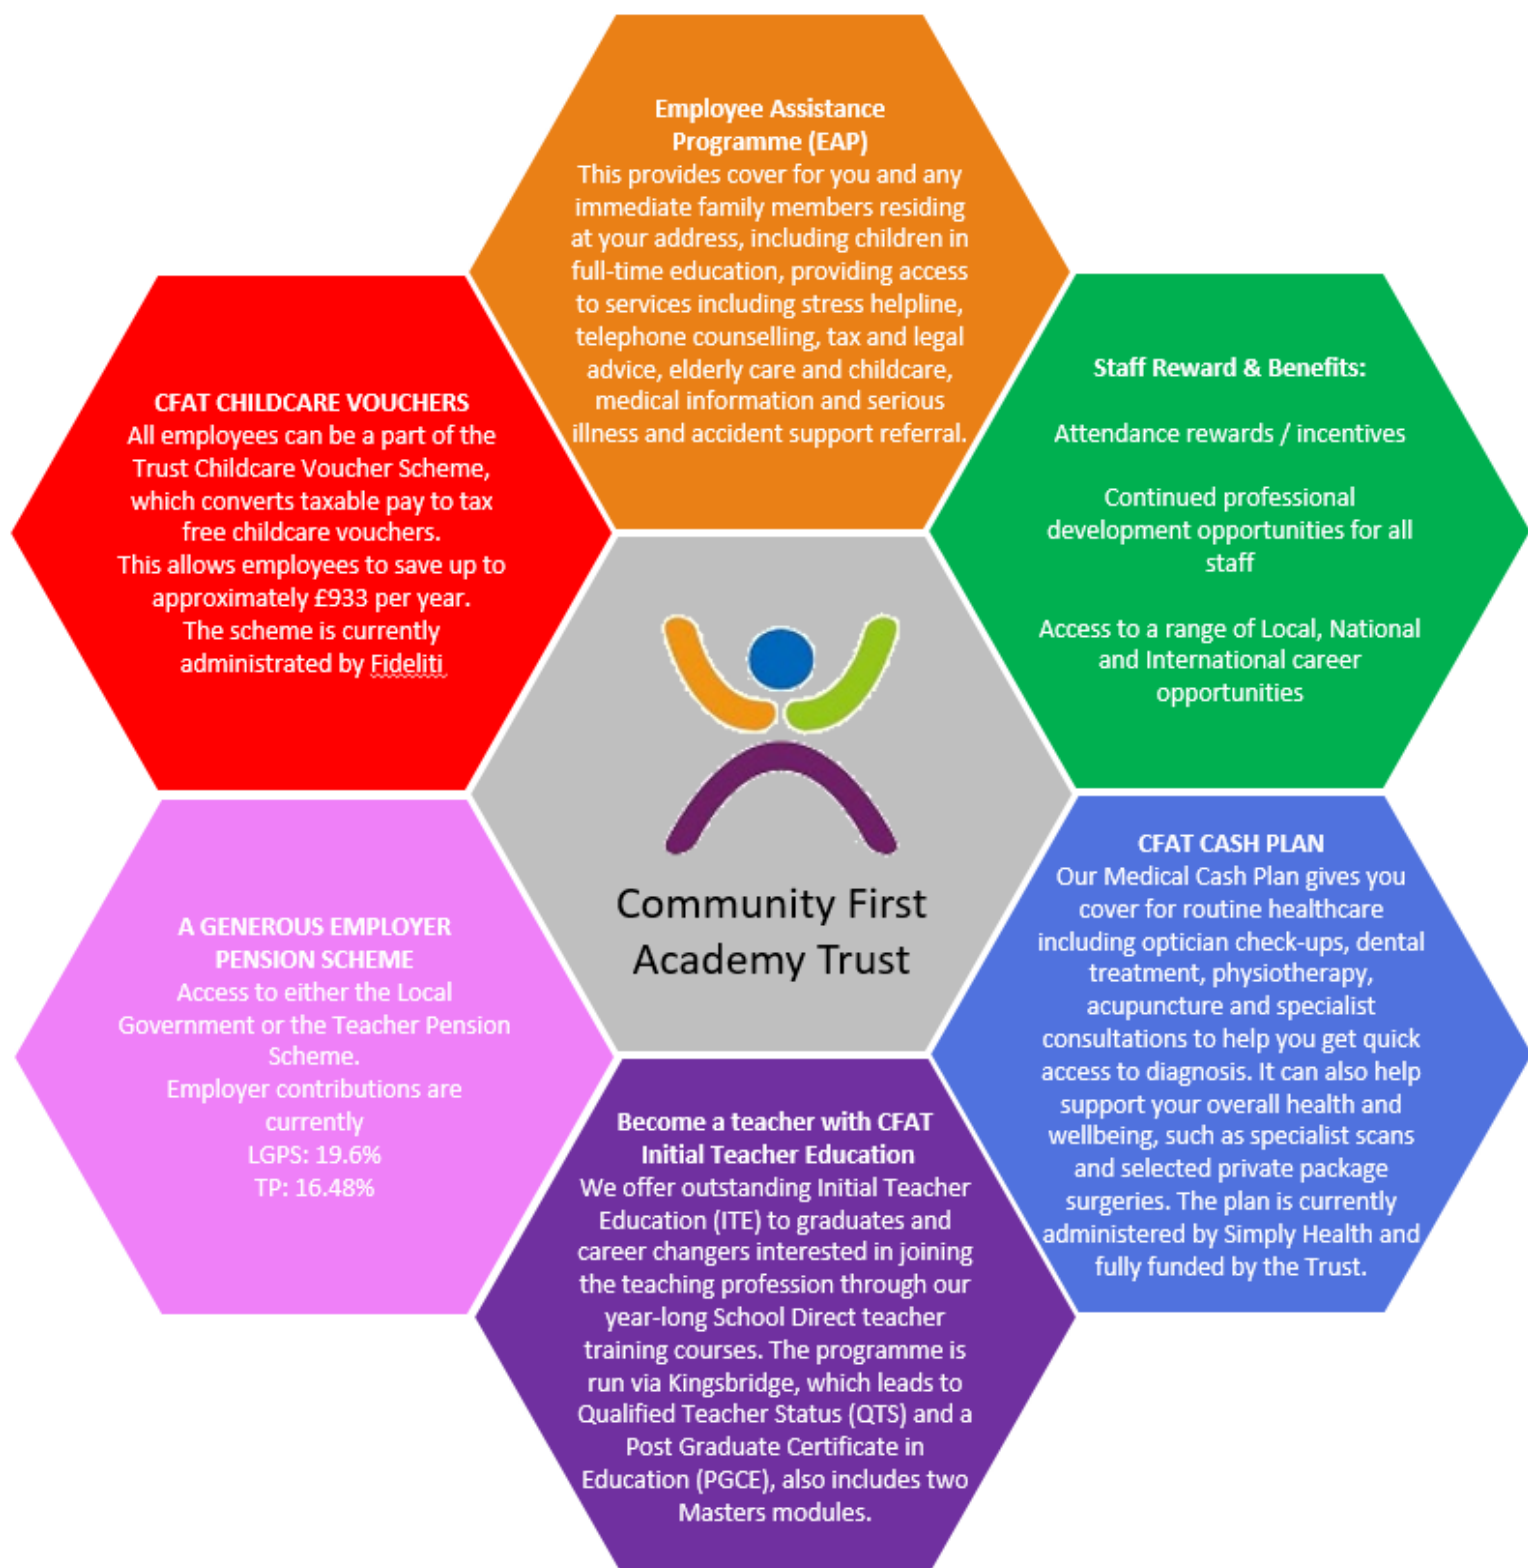 Employee Assistance
Programme (EAP)
This provides cover for you and any
immediate family members residing
at your address, including children in
full-time education, providing access
to services including stress helpline,
telephone counselling, tax and legal
advice, elderly care and childcare,
medical information and serious
illness and accident support referral.
CFAT CHILDCARE VOUCHERS
All employees can be a part of the
Trust Childcare Voucher Scheme,
which converts taxable pay to tax
free childcare vouchers.
This allows employees to save up to
approximately £933 per year.
The scheme is currently
administrated by Fideliti
Staff Reward & Benefits:
Attendance rewards / incentives
Continued professional
development opportunities for all
staff
Access to a range of Local, National
and International career
opportunities
Community First
Academy Trust
A GENEROUS EMPLOYER
PENSION SCHEME
Access to either the Local
Government or the Teacher Pension
Scheme.
Employer contributions are
currently
LGPS: 19.6%
TP: 16.48%
CFAT CASH PLAN
Our Medical Cash Plan gives you
cover for routine healthcare
including optician check-ups, dental
treatment, physiotherapy,
acupuncture and specialist
consultations to help you get quick
access to diagnosis. It can also help
support your overall health and
wellbeing, such as specialist scans
and selected private package
surgeries. The plan is currently
administered by Simply Health and
fully funded by the Trust.
Become a teacher with CFAT
Initial Teacher Education
We offer outstanding Initial Teacher
Education (ITE) to graduates and
career changers interested in joining
the teaching profession through our
year-long School Direct teacher
training courses. The programme is
run via Kingsbridge, which leads to
Qualified Teacher Status (QTS) and a
Post Graduate Certificate in
Education (PGCE), also includes two
Masters modules.